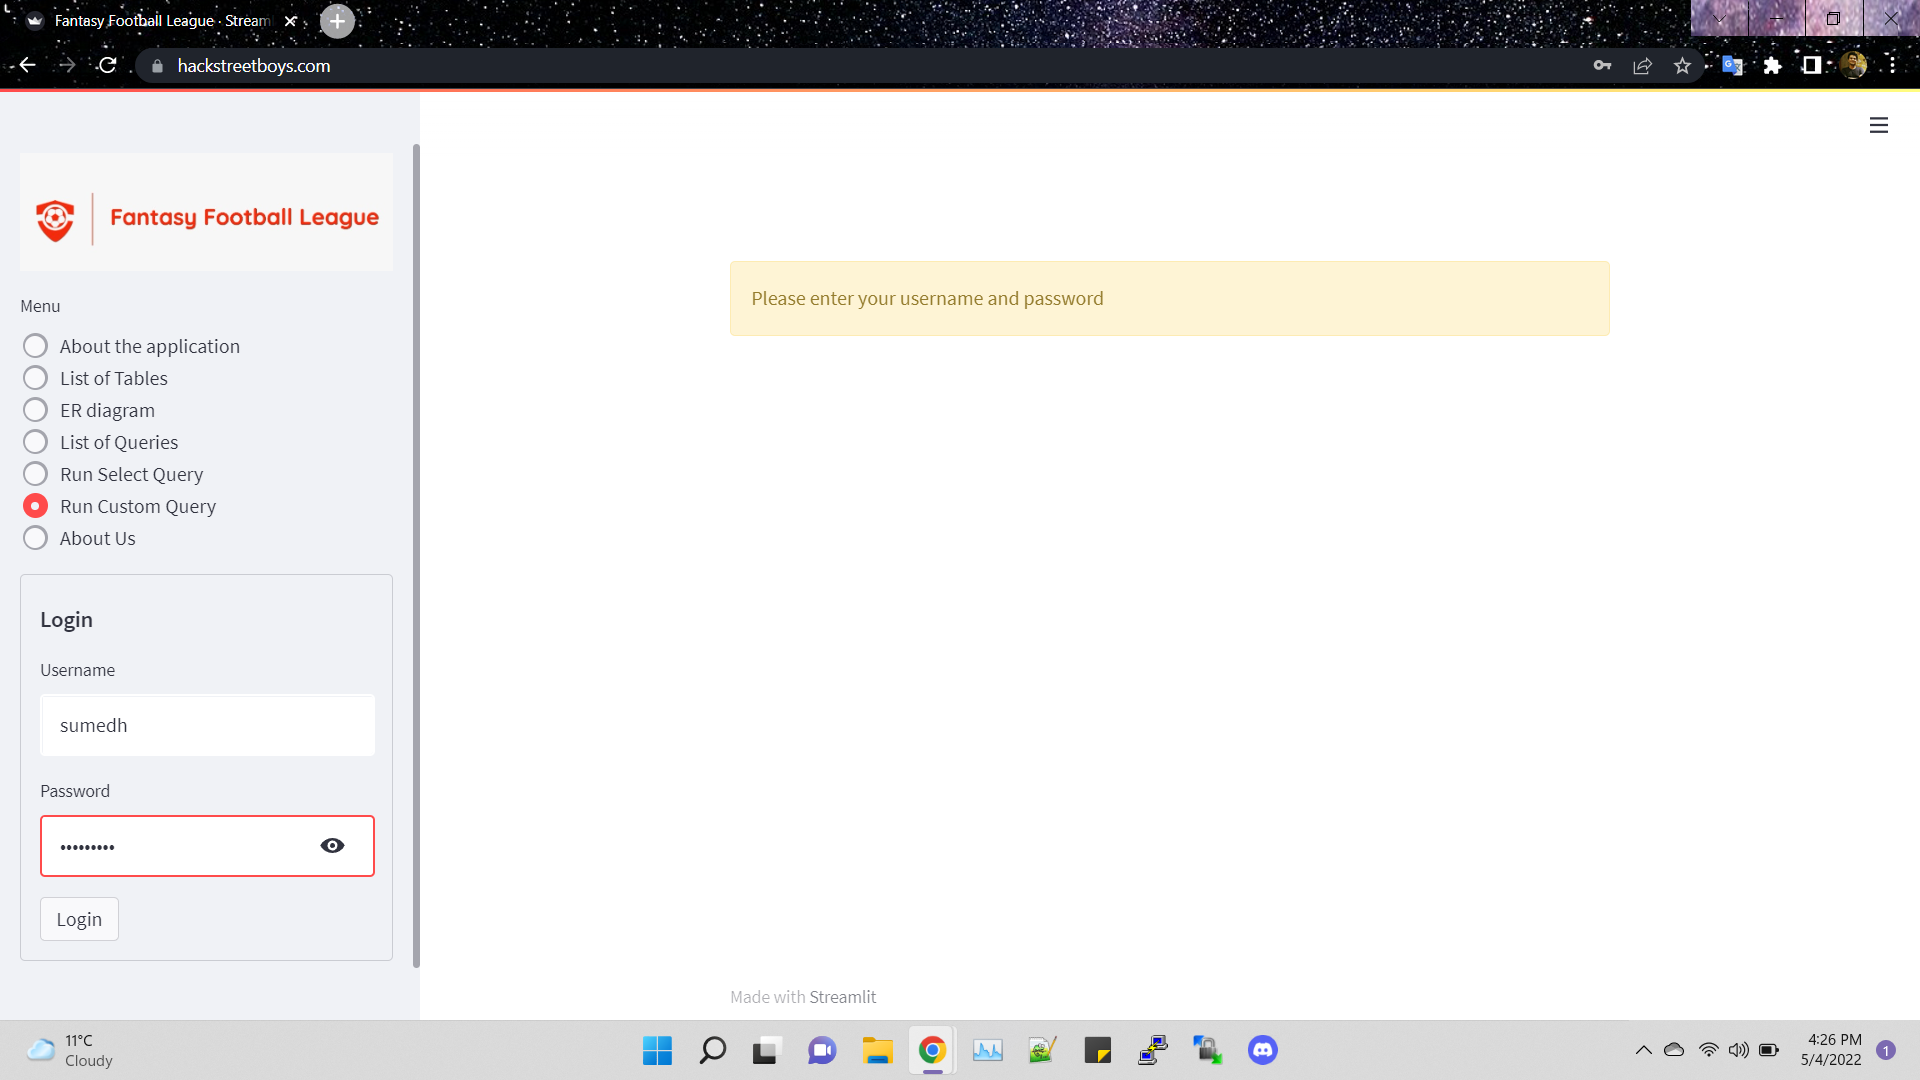 Fantasy Football League · Stream
hackstreetboys.com
Fantasy Football League
Menu
About the application
List of Tables
ER diagram
List of Queries
Run Select Query
Run Custom Query
About Us
Login
Username
sumedh
Password
•••••••••
Login
Please enter your username and password
Made with Streamlit
11°C
Cloudy
4:26 PM
5/4/2022
1